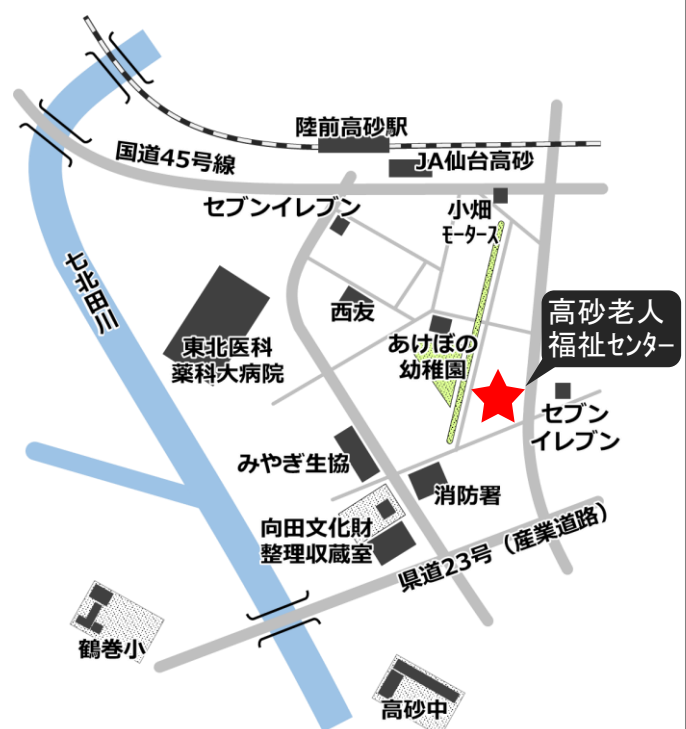 陸前高砂駅
国道45号線
JA仙台高砂
セブンイレブン
小畑
モータース
七北田川
西友
高砂老人
福祉センター
東北医科
薬科大病院
あけぼの
幼稚園
セブン
イレブン
みやぎ生協
消防署
向田文化財
整理収蔵室
県道23号（産業道路）
鶴巻小
高砂中